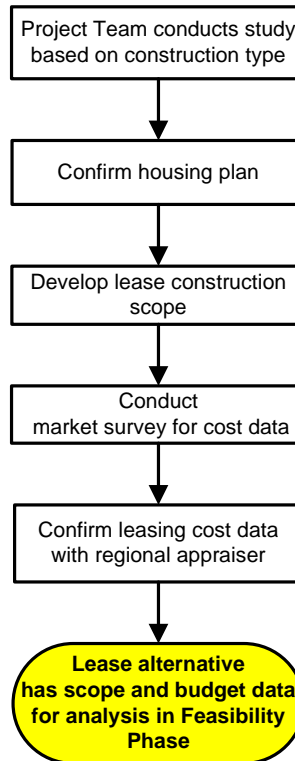 Project Team conducts study
based on construction type
Confirm housing plan
Develop lease construction
scope
Conduct
market survey for cost data
Confirm leasing cost data
with regional appraiser
Lease alternative
has scope and budget data
for analysis in Feasibility
Phase